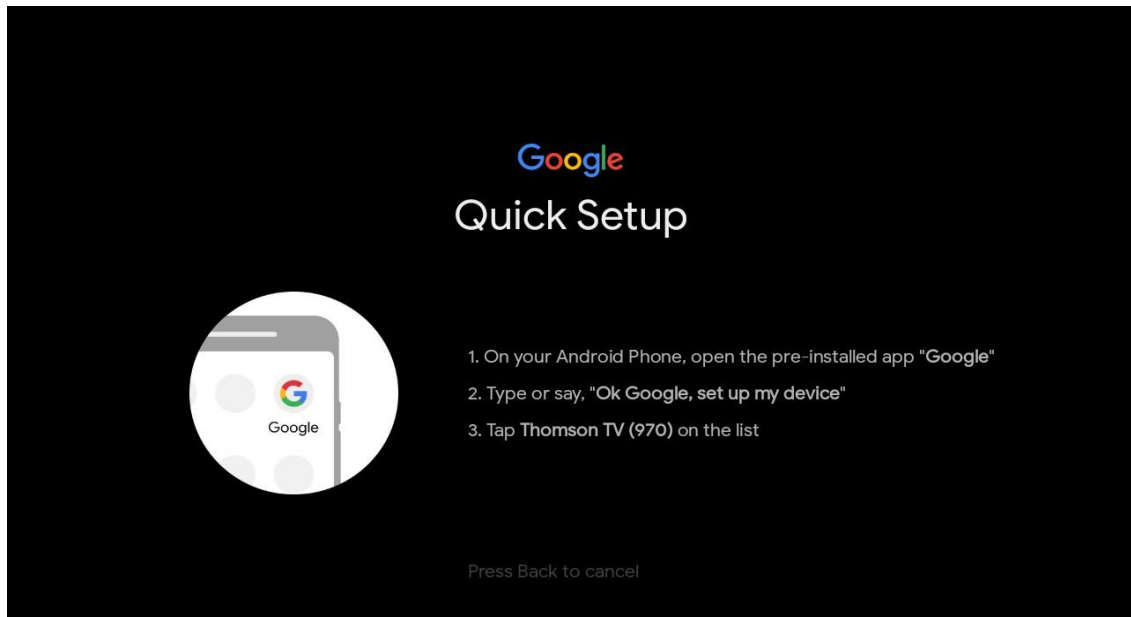 Google
Quick Setup
Google
1. On your Android Phone, open the pre-installed app "Google"
2. Type or say, "Ok Google, set up my device"
3. Tap Thomson TV (970) on the list
Press Back to cancel